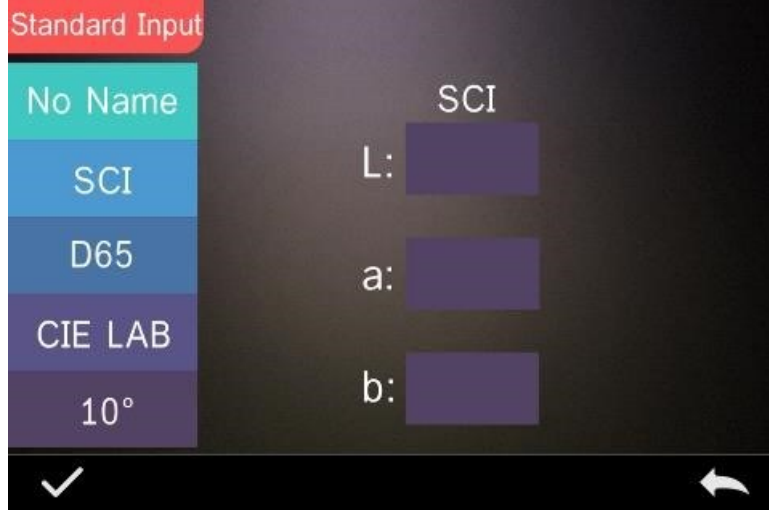 Standard Input
No Name
SCI
D65
CIE LAB
10°
SCI
L:
a:
b: